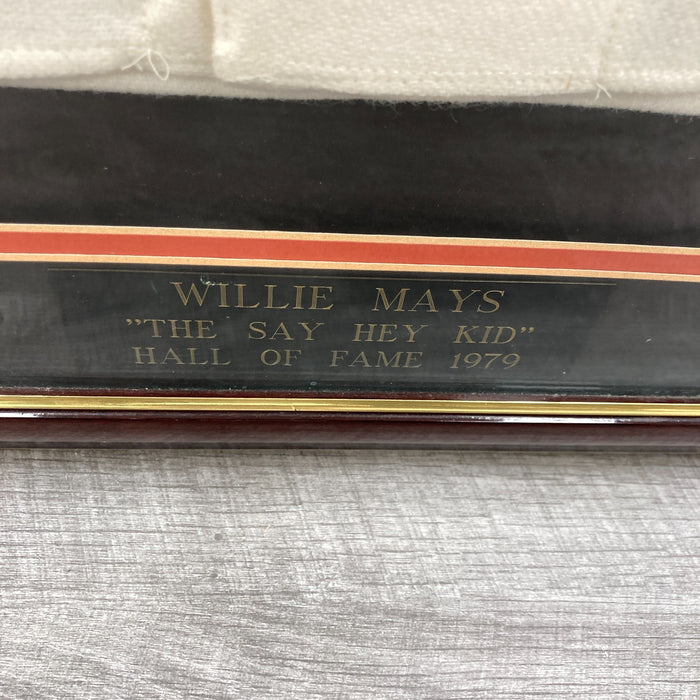 WILLIE MAYS
"THE SAY HEY KID"
HALL OF FAME 1979